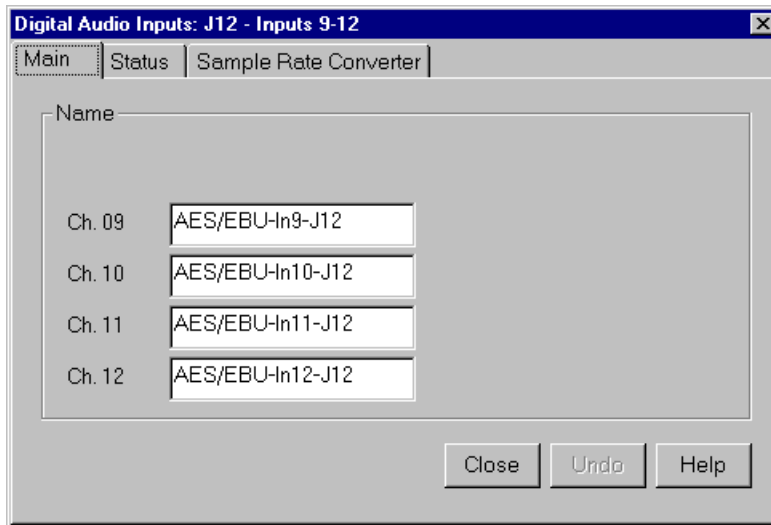 Digital Audio Inputs: J12 - Inputs 9-12
Main Status Sample Rate Converter
Name
Ch. 09 AES/EBU-In9-J12
Ch. 10 AES/EBU-In10-J12
Ch. 11 AES/EBU-In11-J12
Ch. 12 AES/EBU-In12-J12
Close Undo Help